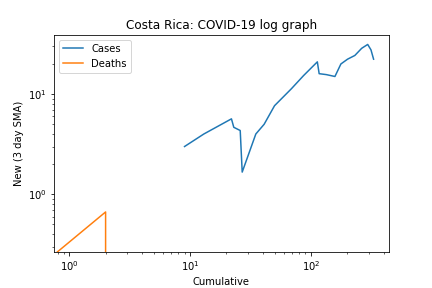 Costa Rica: COVID-19 log graph
Cases
Deaths
New (3 day SMA)
10¹
10⁰
10⁰ 10¹ 10²
Cumulative